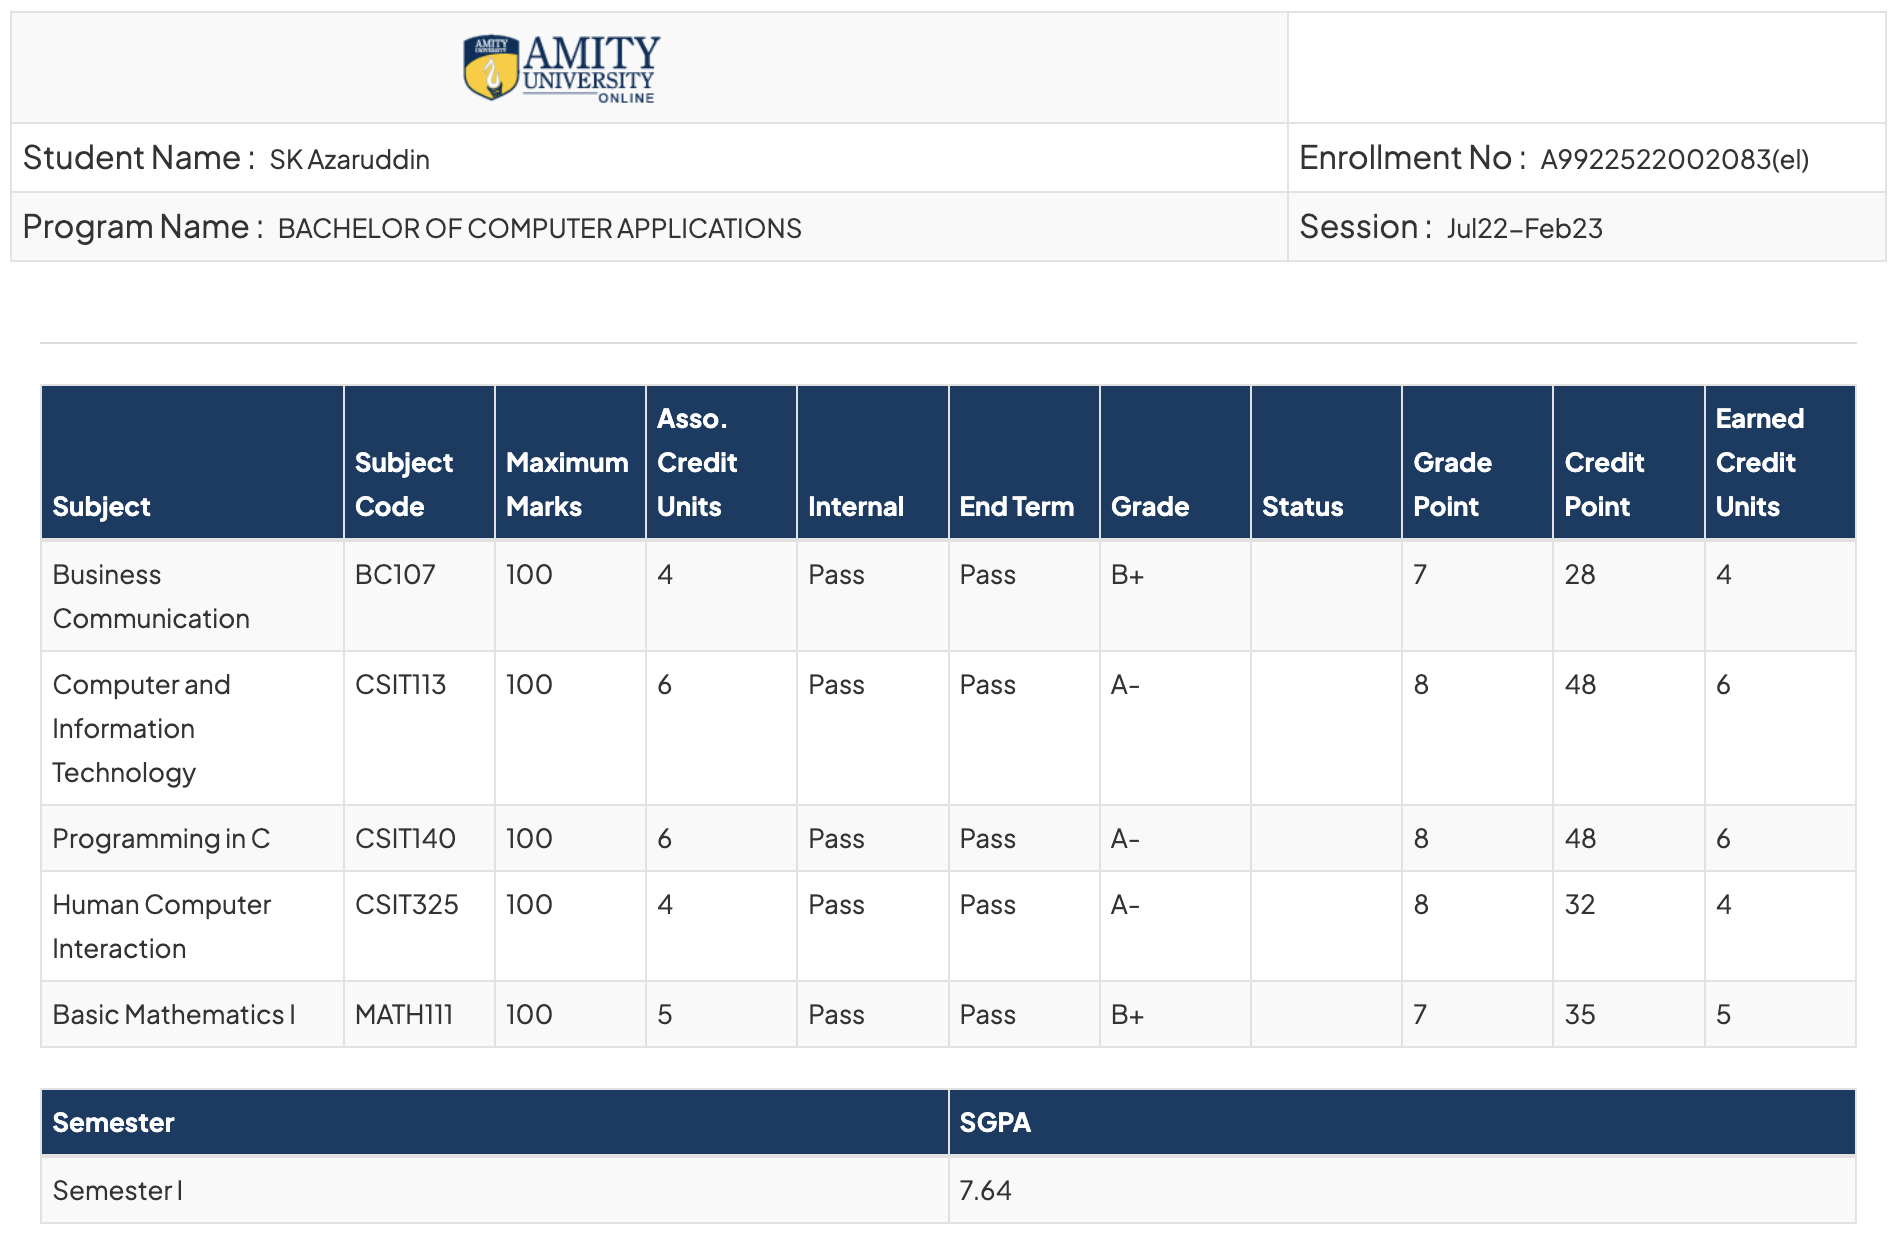 AMITY
UNIVERSITY
AMITY
UNIVERSITY
ONLINE
Student Name : SK Azaruddin
Enrollment No : A9922522002083(el)
Program Name : BACHELOR OF COMPUTER APPLICATIONS
Session : Jul22-Feb23
Subject
Subject Code
Maximum Marks
Asso. Credit Units
Internal
End Term
Grade
Status
Grade Point
Credit Point
Earned Credit Units
Business Communication BC107 100 4 Pass Pass B+ 7 28 4
Computer and Information Technology CSIT113 100 6 Pass Pass A- 8 48 6
Programming in C CSIT140 100 6 Pass Pass A- 8 48 6
Human Computer Interaction CSIT325 100 4 Pass Pass A- 8 32 4
Basic Mathematics I MATH111 100 5 Pass Pass B+ 7 35 5
Semester SGPA
Semester I 7.64